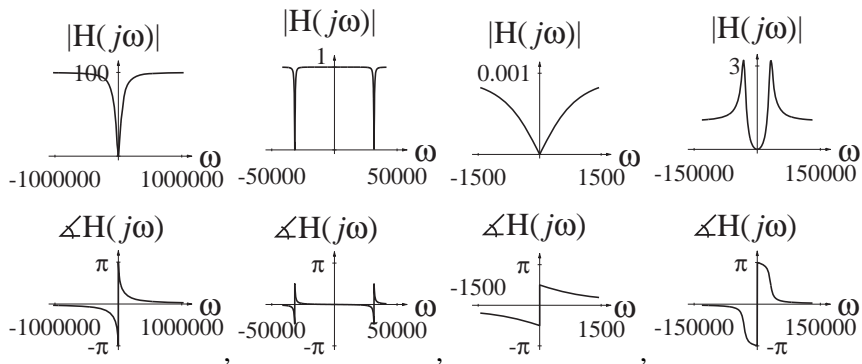 |H(jω)| |H(jω)| |H(jω)| |H(jω)|
100 1 0.001 3
ω ω ω ω
-1000000 1000000 -50000 50000 -1500 1500 -150000 150000
∡H(jω) ∡H(jω) ∡H(jω) ∡H(jω)
π π π π
-1500
ω ω ω ω
-1000000 1000000 -50000 50000 1500 -150000 150000
-π , -π , -π , -π